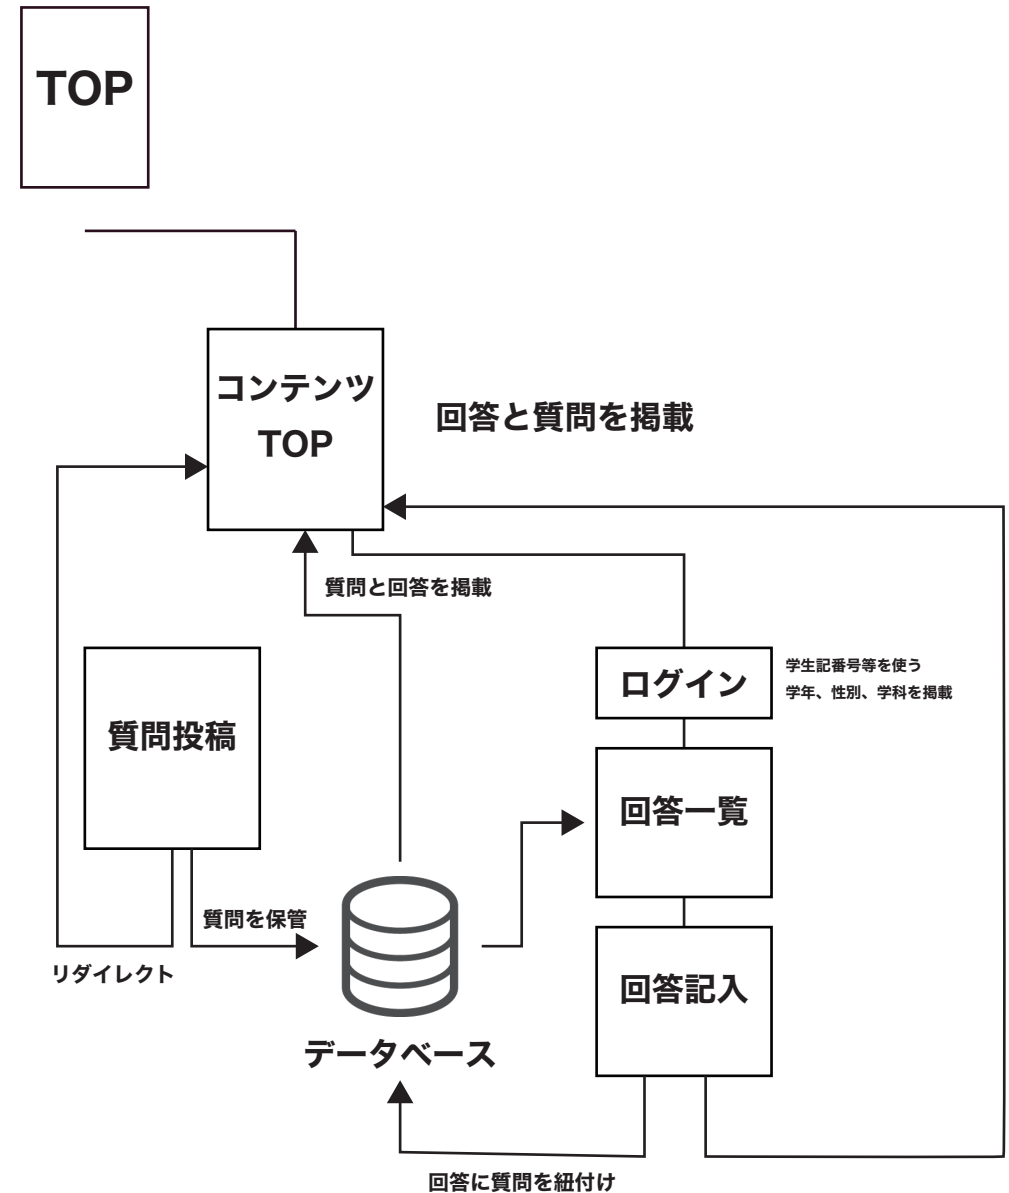 TOP
コンテンツ
TOP
回答と質問を掲載
質問と回答を掲載
ログイン
学生記番号等を使う
学年、性別、学科を掲載
質問投稿
回答一覧
質問を保管
リダイレクト
回答記入
データベース
回答に質問を紐付け